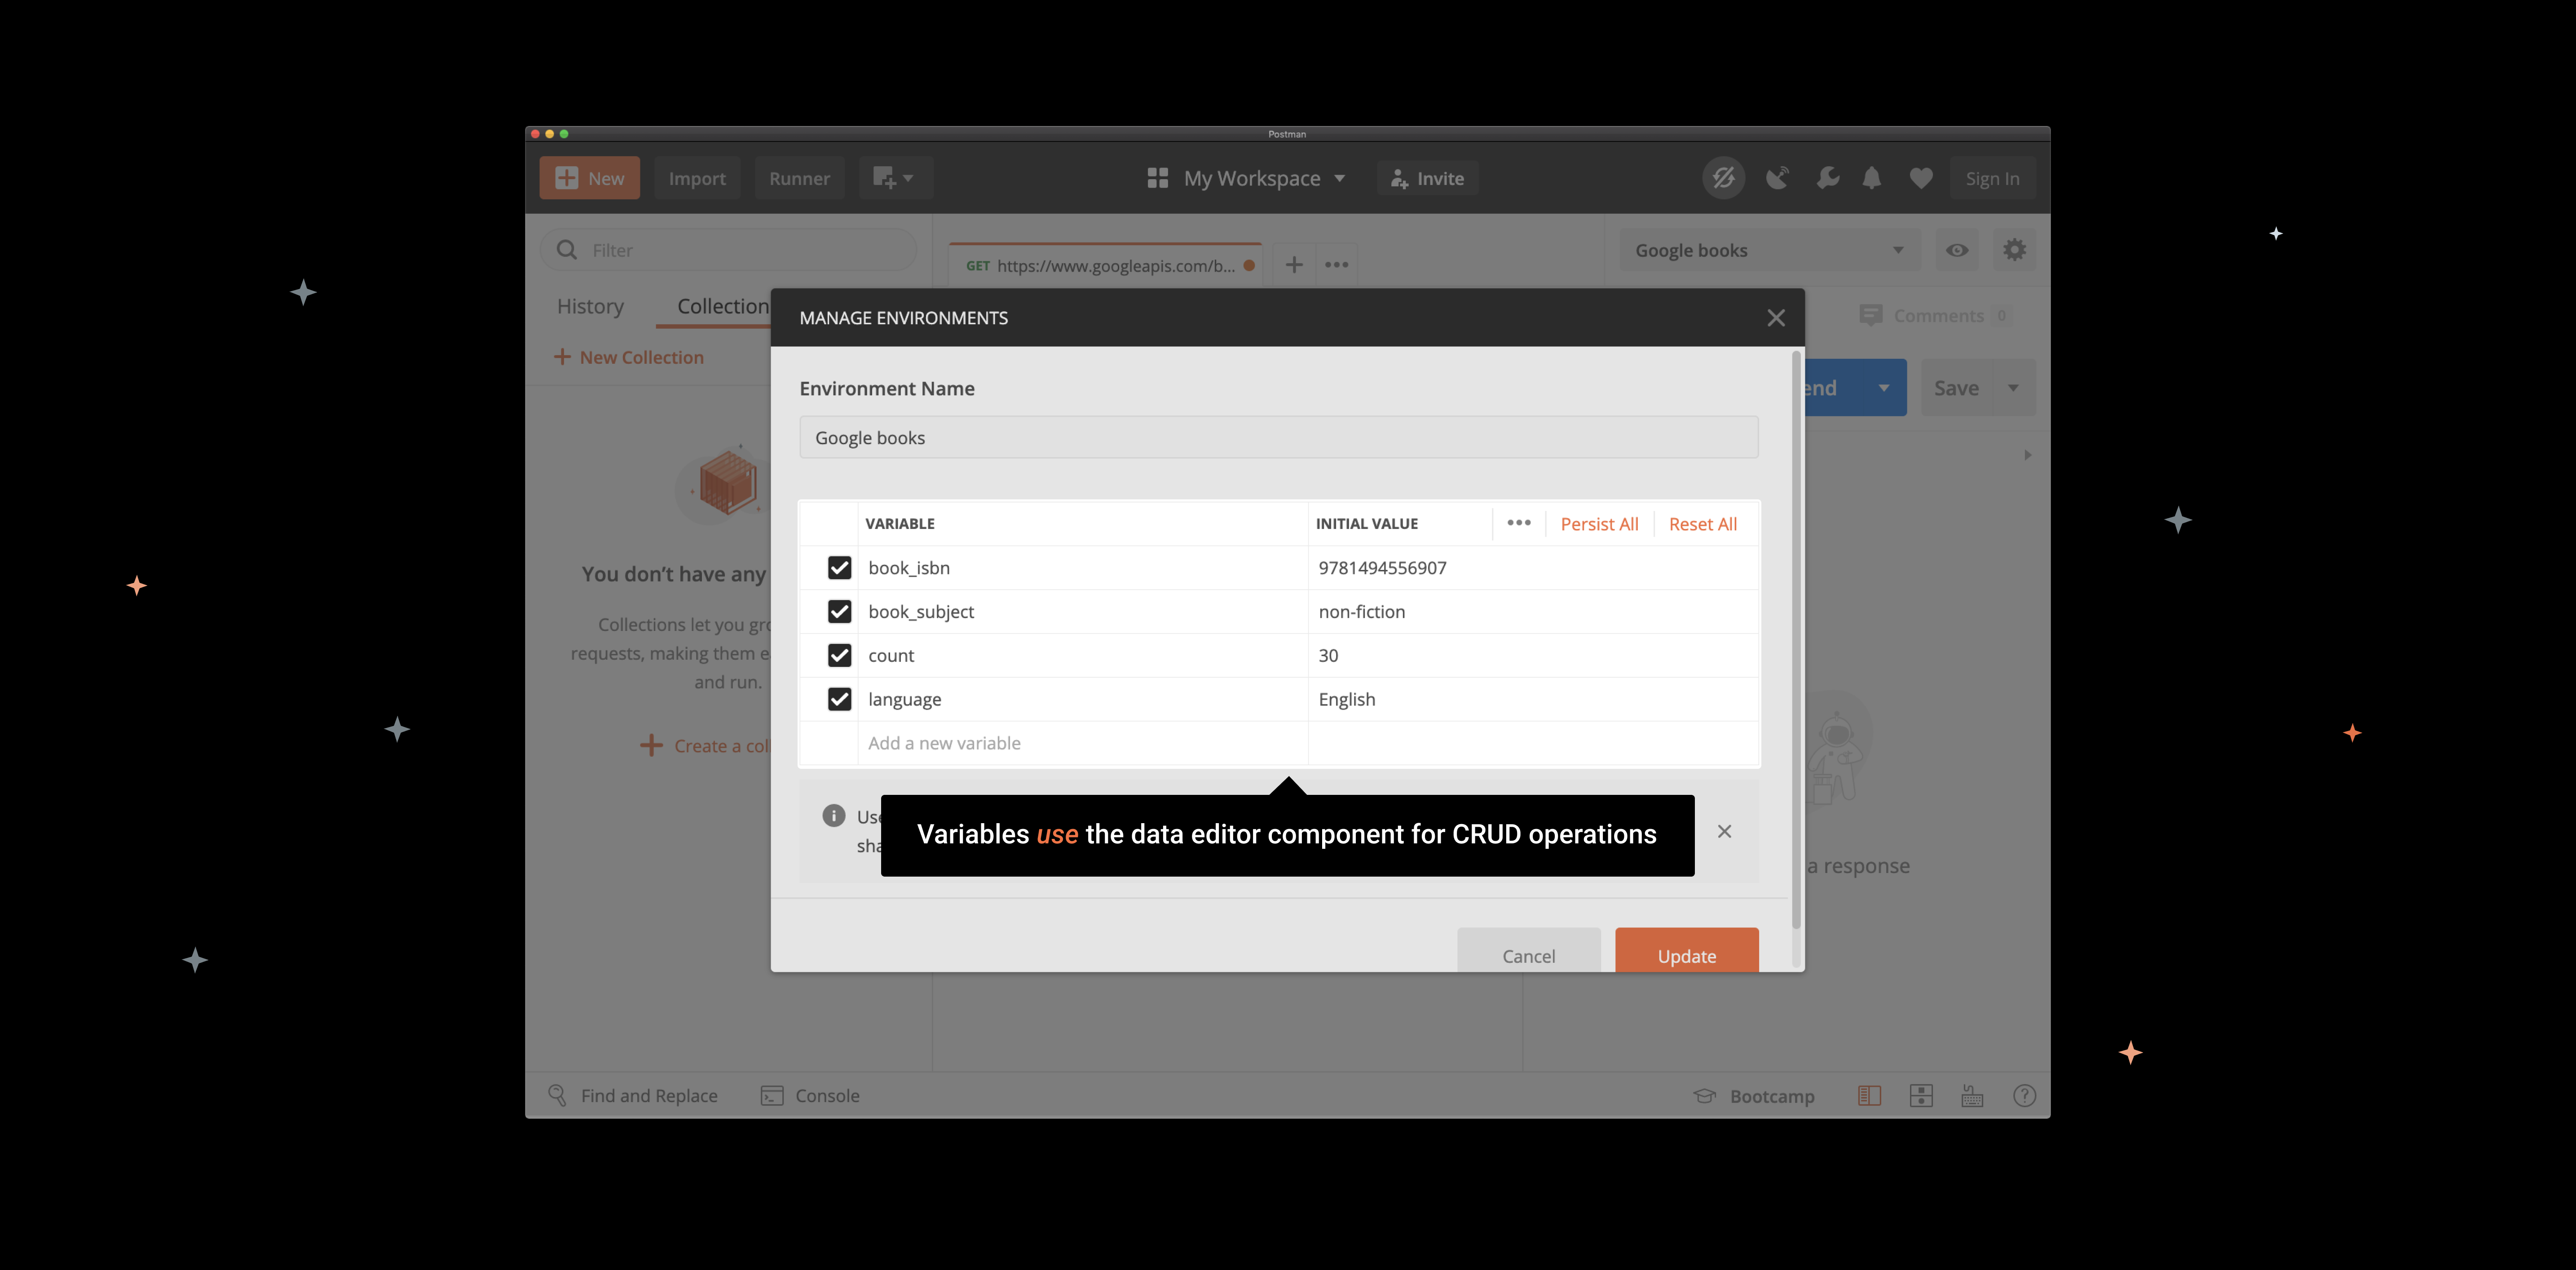 Postman
New
Import
Runner
My Workspace
Invite
Sign In
Filter
GET https://www.googleapis.com/b...
Google books
History
Collection
Comments 0
New Collection
end
Save
MANAGE ENVIRONMENTS
Environment Name
Google books
VARIABLE
INITIAL VALUE
Persist All
Reset All
book_isbn
9781494556907
book_subject
non-fiction
count
30
language
English
Add a new variable
You don’t have any
Collections let you gro
requests, making them e
and run.
Create a coll
Use
sha
Variables use the data editor component for CRUD operations
a response
Cancel
Update
Find and Replace
Console
Bootcamp